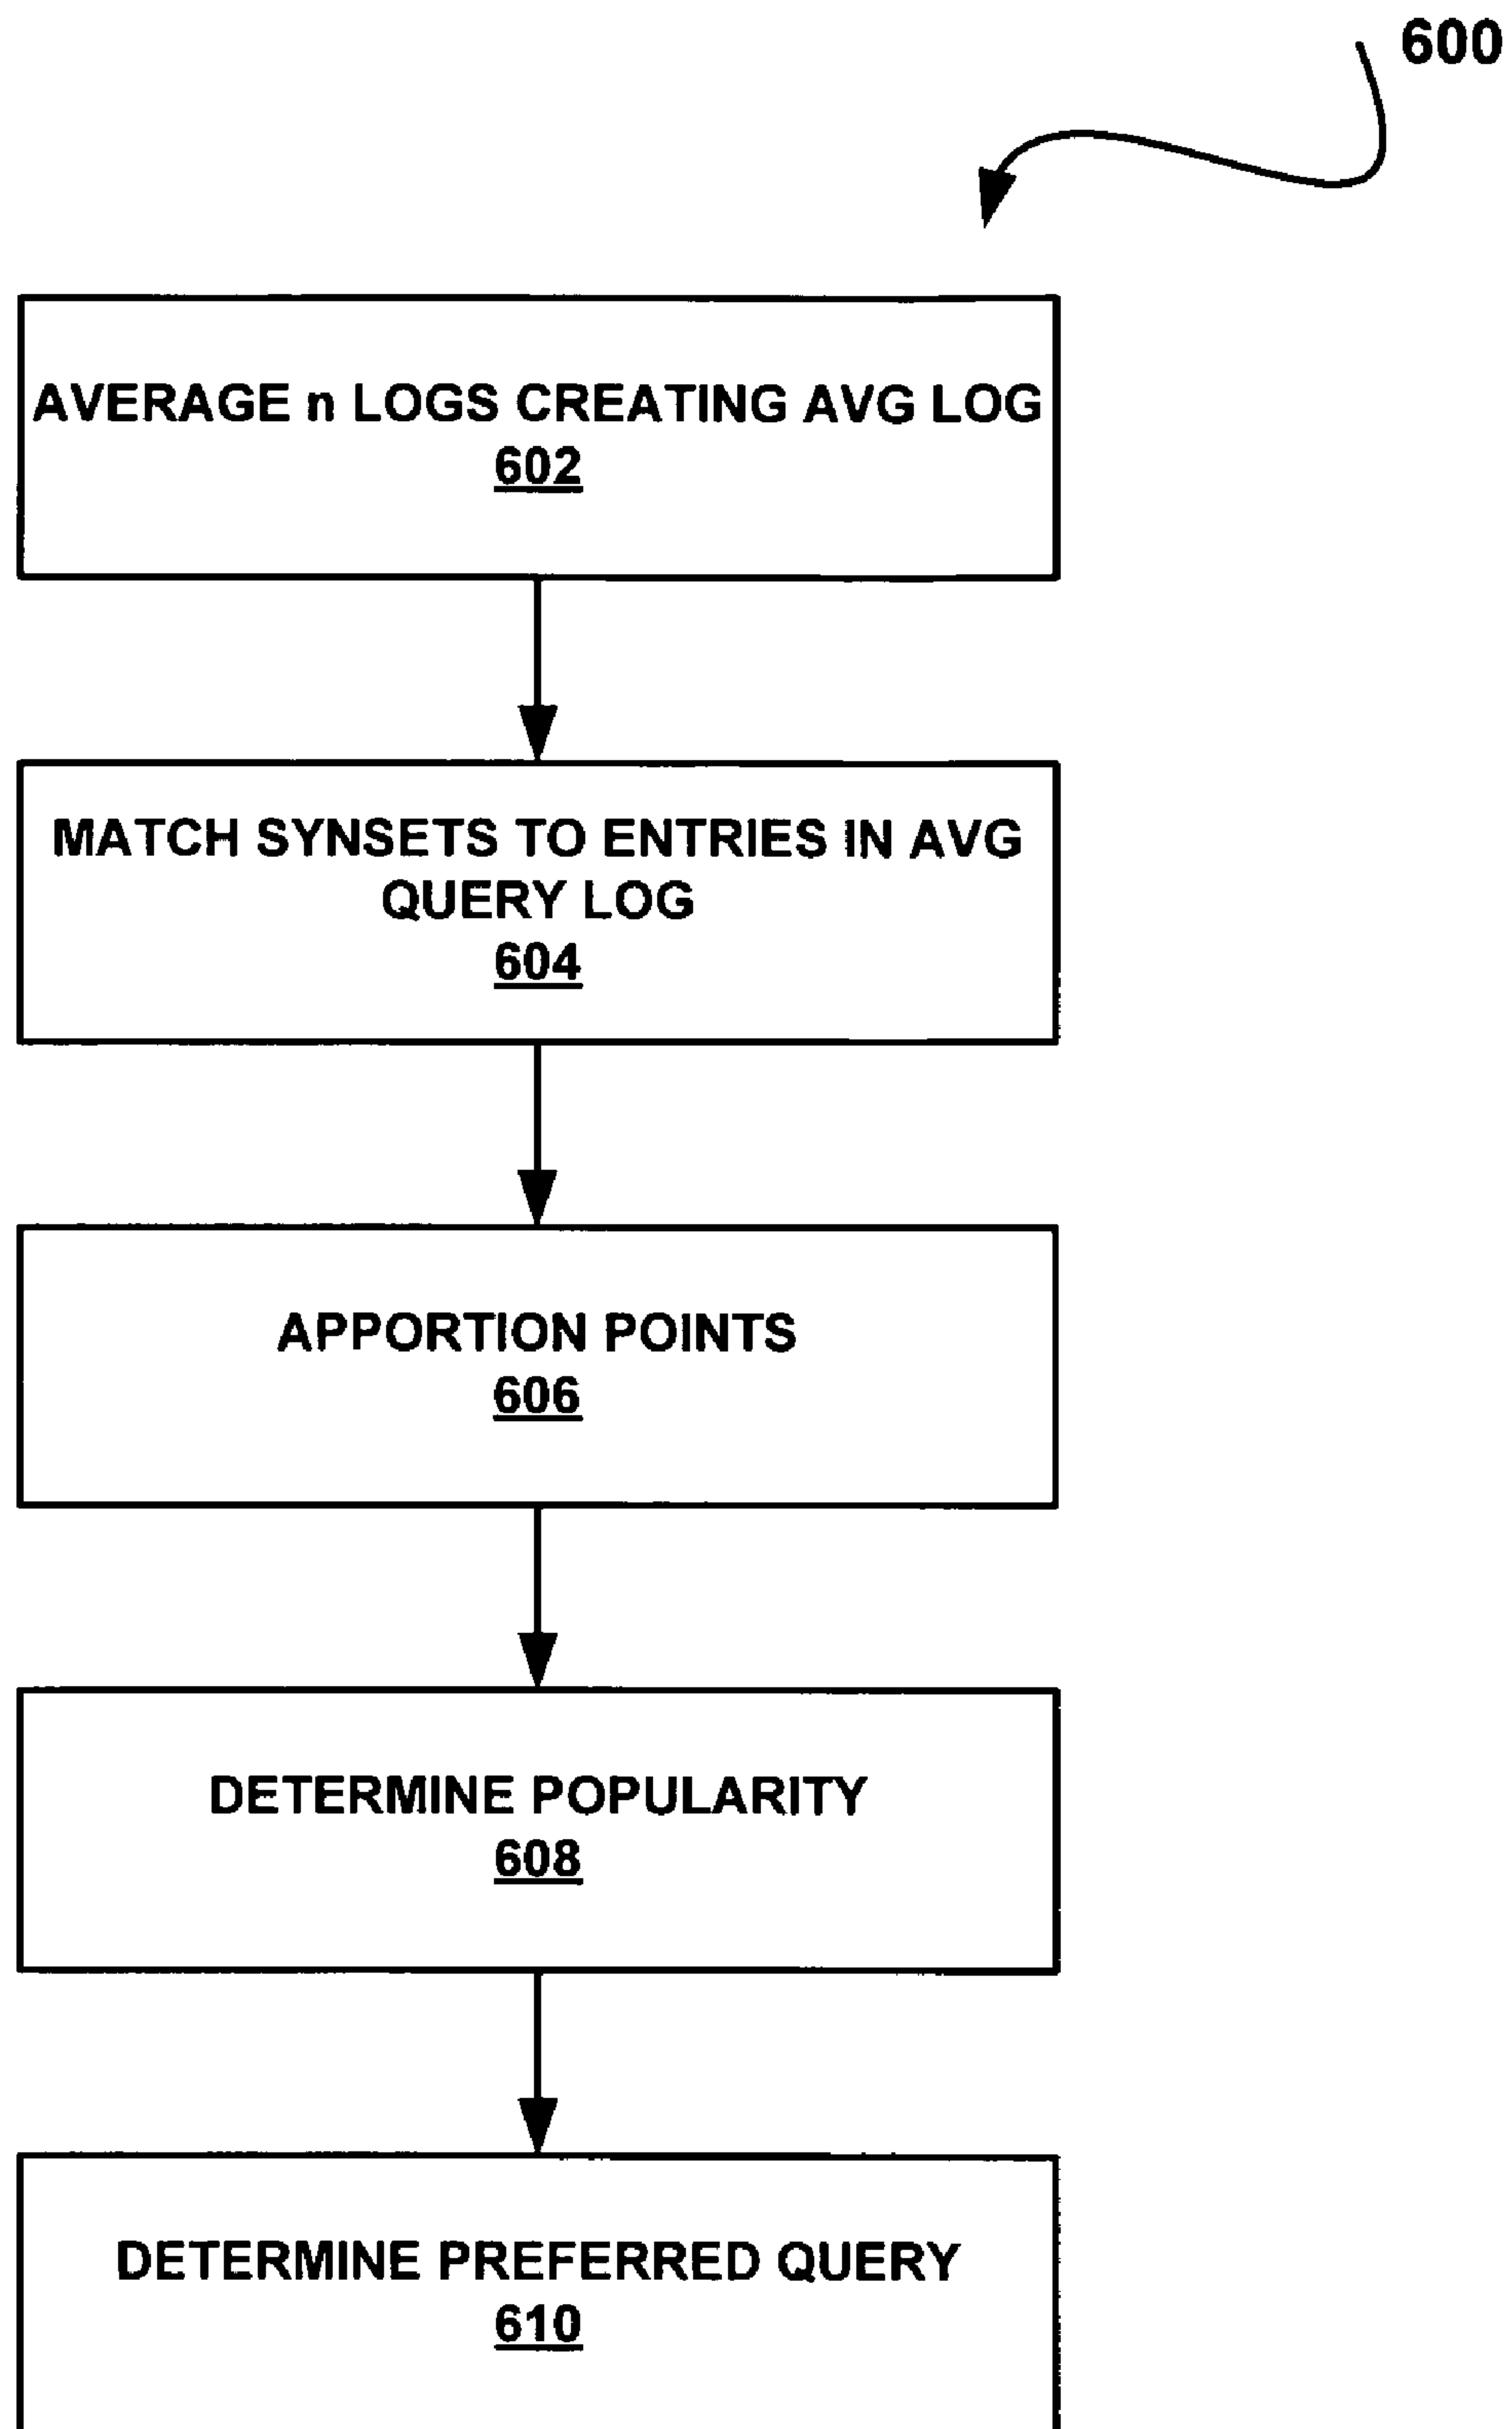 600
AVERAGE n LOGS CREATING AVG LOG
602
MATCH SYNSETS TO ENTRIES IN AVG
QUERY LOG
604
APPORTION POINTS
606
DETERMINE POPULARITY
608
DETERMINE PREFERRED QUERY
610